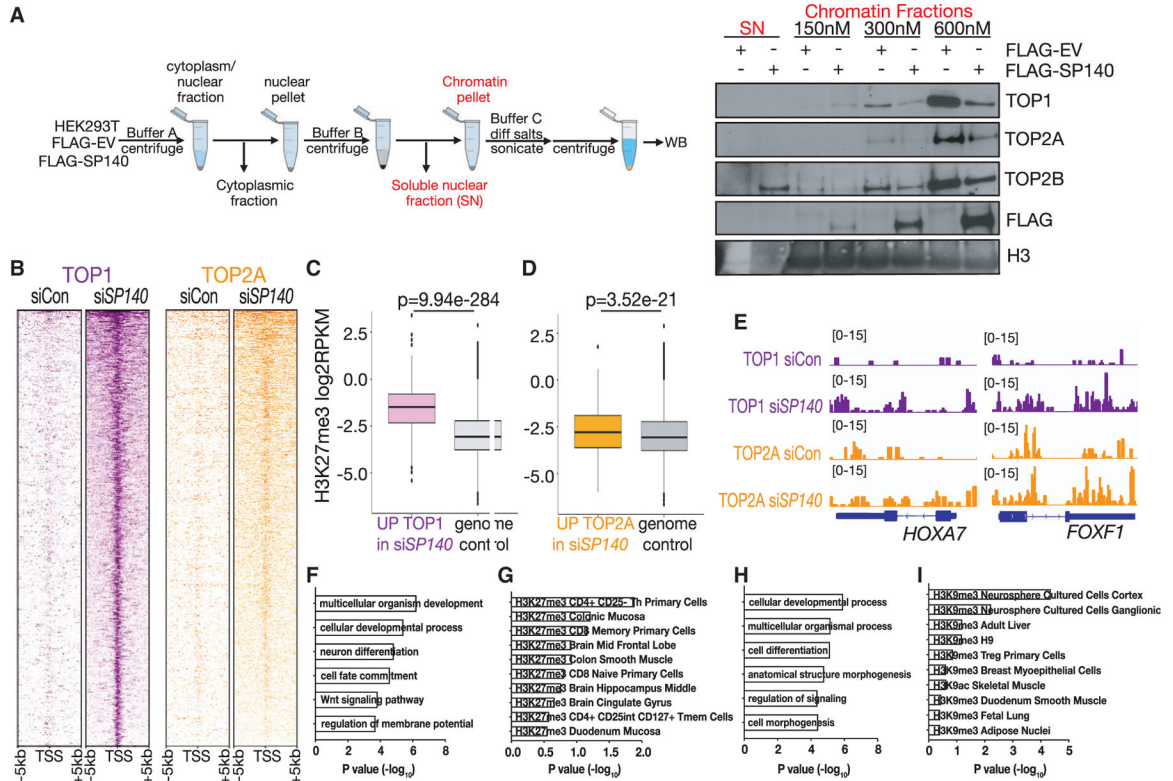 A
cytoplasm/
nuclear
fraction
nuclear
pellet
Chromatin
pellet
HEK293T
FLAG-EV
FLAG-SP140
Buffer A
centrifuge
Buffer B
centrifuge
Buffer C
diff salts
sonicate
centrifuge
WB
Cytoplasmic
fraction
Soluble nuclear
fraction (SN)
Chromatin Fractions
SN 150nM 300nM 600nM
+ - + - + - + - FLAG-EV
- + - + - + - + FLAG-SP140
TOP1
TOP2A
TOP2B
FLAG
H3
B
TOP1 TOP2A
siCon siSP140 siCon siSP140
-5kb TSS +5kb -5kb TSS +5kb -5kb TSS +5kb -5kb TSS +5kb
C
p=9.94e-284
H3K27me3 log2RPKM
2.5
0.0
-2.5
-5.0
UP TOP1
in siSP140
genome
control
D
p=3.52e-21
2.5
0.0
-2.5
-5.0
UP TOP2A
in siSP140
genome
control
E
TOP1 siCon [0-15] [0-15]
TOP1 siSP140 [0-15] [0-15]
TOP2A siCon [0-15] [0-15]
TOP2A siSP140 [0-15] [0-15]
HOXA7 FOXF1
F
multicellular organism development
cellular developmental process
neuron differentiation
cell fate commitment
Wnt signaling pathway
regulation of membrane potential
0 2 4 6 8
P value (-log10)
G
H3K27me3 CD4+ CD25- Th Primary Cells
H3K27me3 Colonic Mucosa
H3K27me3 CD8 Memory Primary Cells
H3K27me3 Brain Mid Frontal Lobe
H3K27me3 Colon Smooth Muscle
H3K27me3 CD8 Naive Primary Cells
H3K27me3 Brain Hippocampus Middle
H3K27me3 Brain Cingulate Gyrus
H3K27me3 CD4+ CD25int CD127+ Tmem Cells
H3K27me3 Duodenum Mucosa
0.0 0.5 1.0 1.5 2.0
P value (-log10)
H
cellular developmental process
multicellular organismal process
cell differentiation
anatomical structure morphogenesis
regulation of signaling
cell morphogenesis
0 2 4 6 8
P value (-log10)
I
H3K9me3 Neurosphere Cultured Cells Cortex
H3K9me3 Neurosphere Cultured Cells Ganglionic
H3K9me3 Adult Liver
H3K9me3 H9
H3K9me3 Treg Primary Cells
H3K9me3 Breast Myoepithelial Cells
H3K9ac Skeletal Muscle
H3K9me3 Duodenum Smooth Muscle
H3K9me3 Fetal Lung
H3K9me3 Adipose Nuclei
0 1 2 3 4 5
P value (-log10)